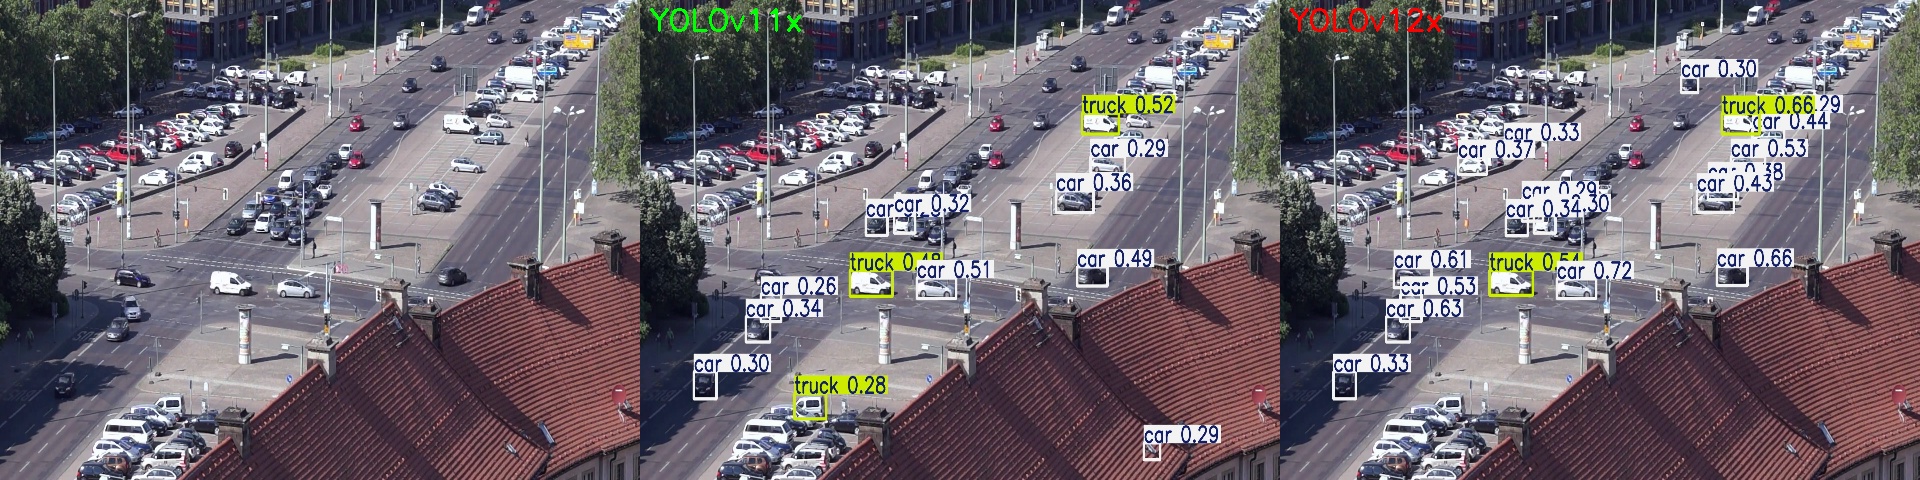 YOLOv11x
truck 0.52
car 0.29
car 0.36
car
car 0.32
truck 0.48
car 0.51
car 0.49
car 0.26
car 0.34
car 0.30
truck 0.28
car 0.29
YOLOv12x
car 0.30
truck 0.66
.29
0.44
car 0.33
car 0.37
car 0.53
car 0.43
car 0.29
car 0.34
.30
car 0.61
truck 0.54
car 0.72
car 0.66
car 0.53
car 0.63
car 0.33